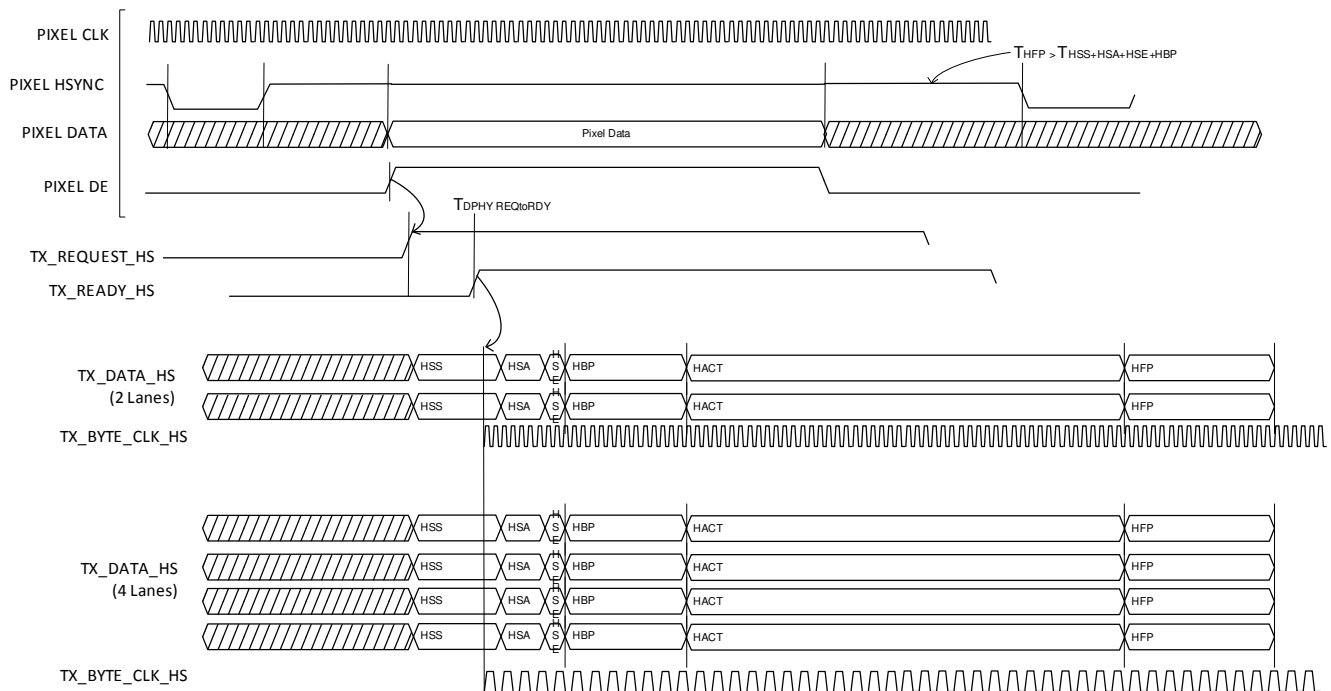 PIXEL CLK
THFP > THSS+HSA+HSE+HBP
PIXEL HSYNC
PIXEL DATA
Pixel Data
PIXEL DE
TDPHY REQtoRDY
TX_REQUEST_HS
TX_READY_HS
HSS HSA HSE HBP HACT HFP
TX_DATA_HS
(2 Lanes)
HSS HSA HSE HBP HACT HFP
TX_BYTE_CLK_HS
HSS HSA HSE HBP HACT HFP
HSS HSA HSE HBP HACT HFP
TX_DATA_HS
(4 Lanes)
HSS HSA HSE HBP HACT HFP
HSS HSA HSE HBP HACT HFP
TX_BYTE_CLK_HS